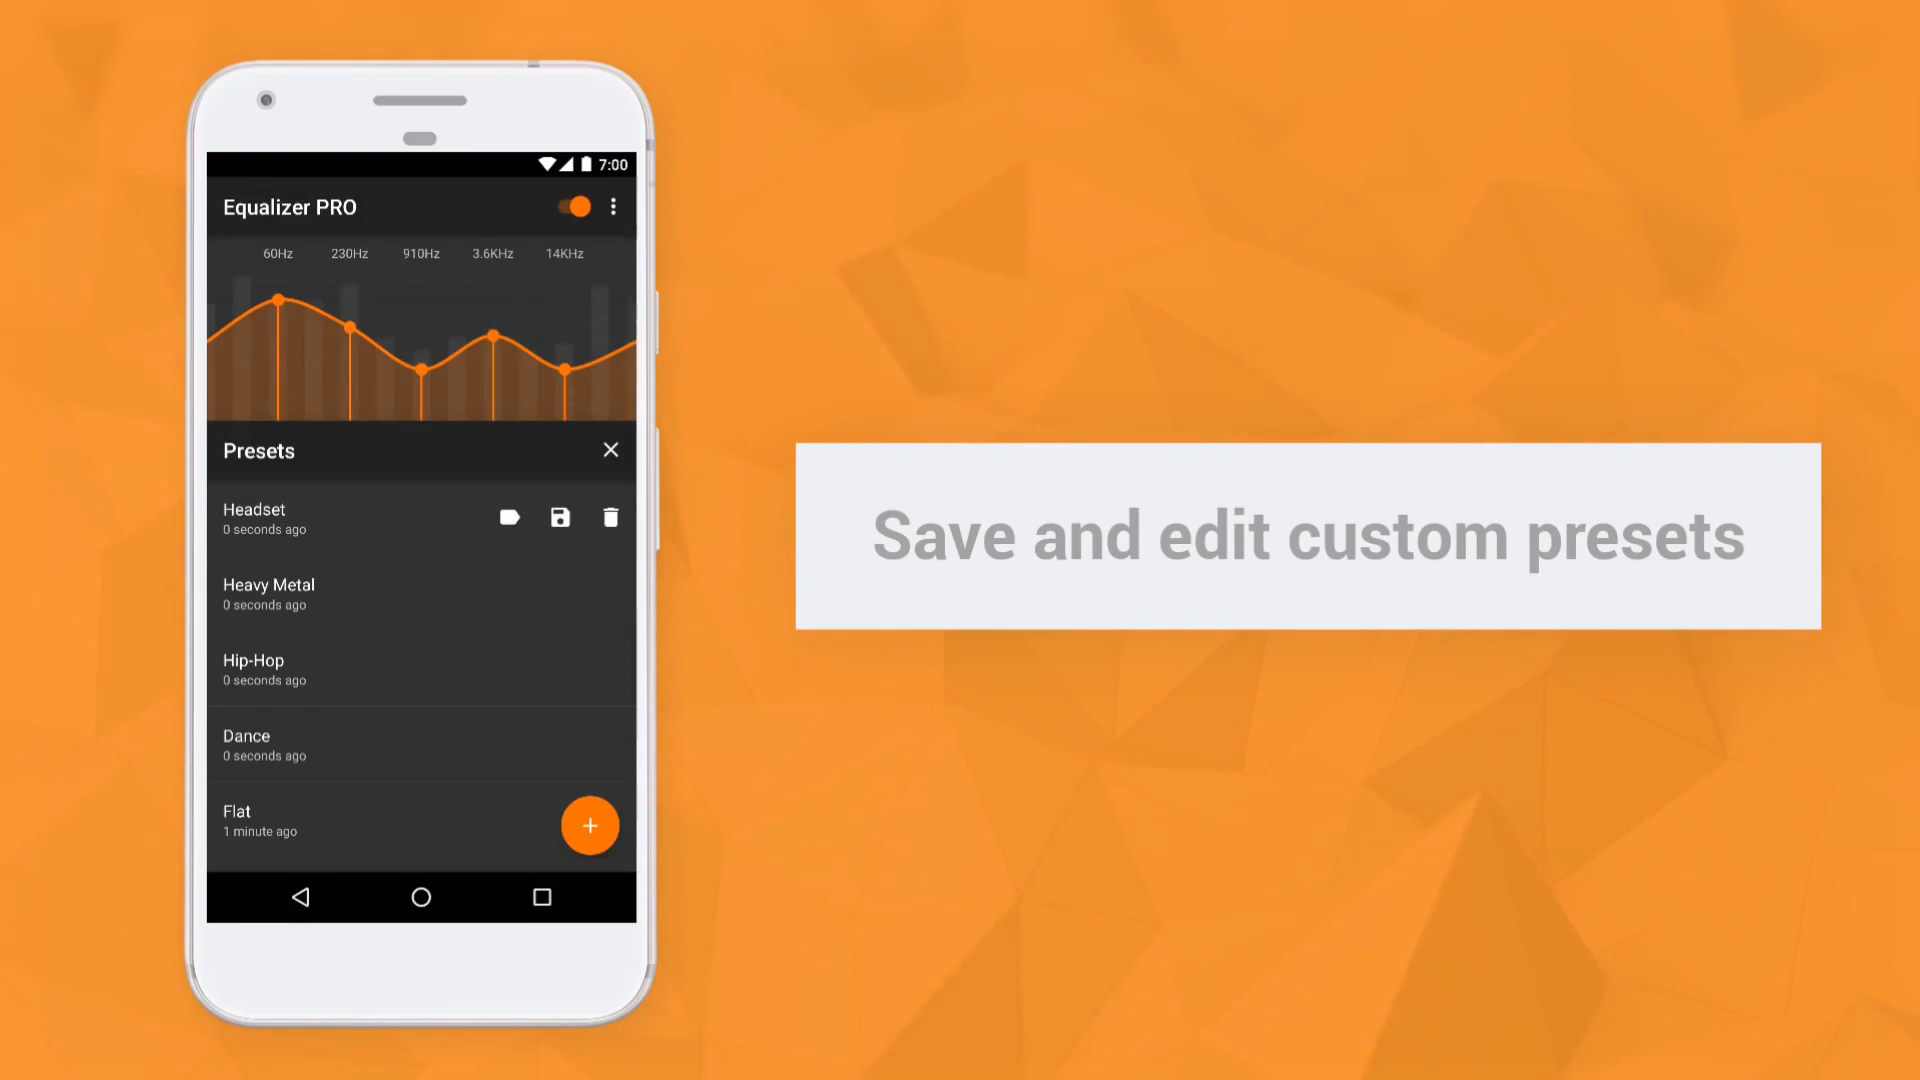 7:00
Equalizer PRO
60Hz 230Hz 910Hz 3.6KHz 14KHz
Presets
Headset
0 seconds ago
Heavy Metal
0 seconds ago
Hip-Hop
0 seconds ago
Dance
0 seconds ago
Flat
1 minute ago
Save and edit custom presets